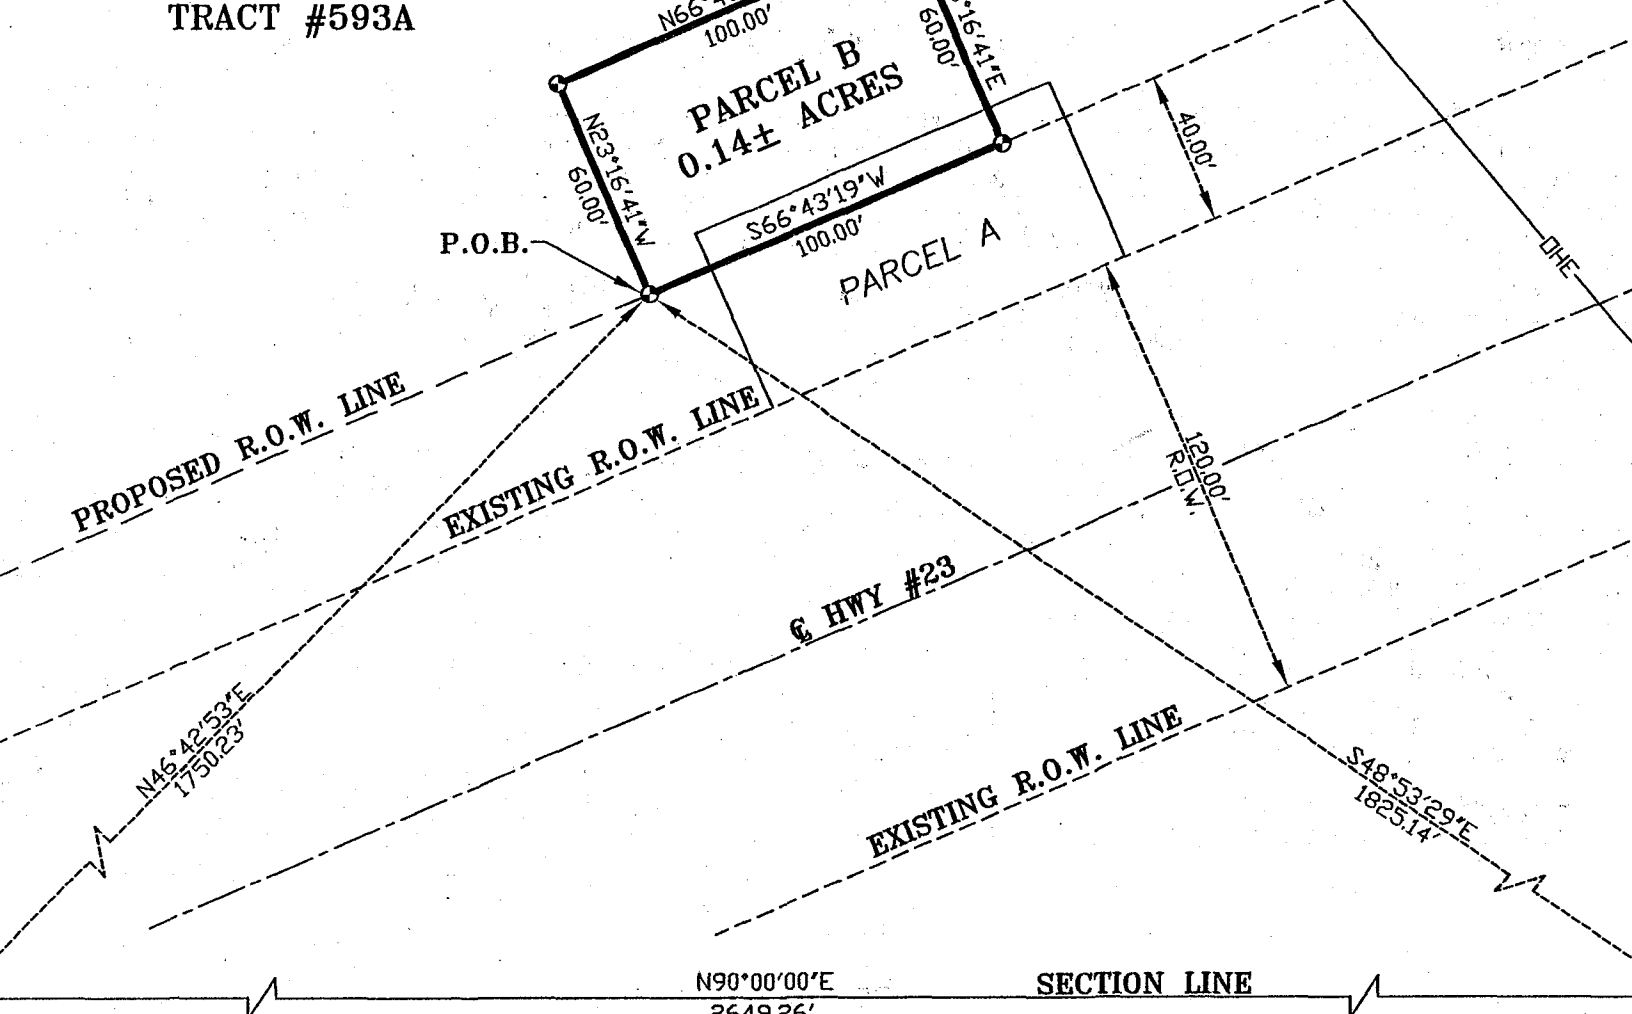 TRACT #593A
100.00'
60.00'
PARCEL B
0.14± ACRES
N23°16'41"W
60.00'
40.00'
S66°43'19"W
100.00'
P.O.B.
PARCEL A
OHE
PROPOSED R.O.W. LINE
EXISTING R.O.W. LINE
120.00'
R.O.W.
℄ HWY #23
N46°42'53"E
1750.23'
EXISTING R.O.W. LINE
S48°53'29"E
1825.14'
N90°00'00"E
SECTION LINE
2649.26'